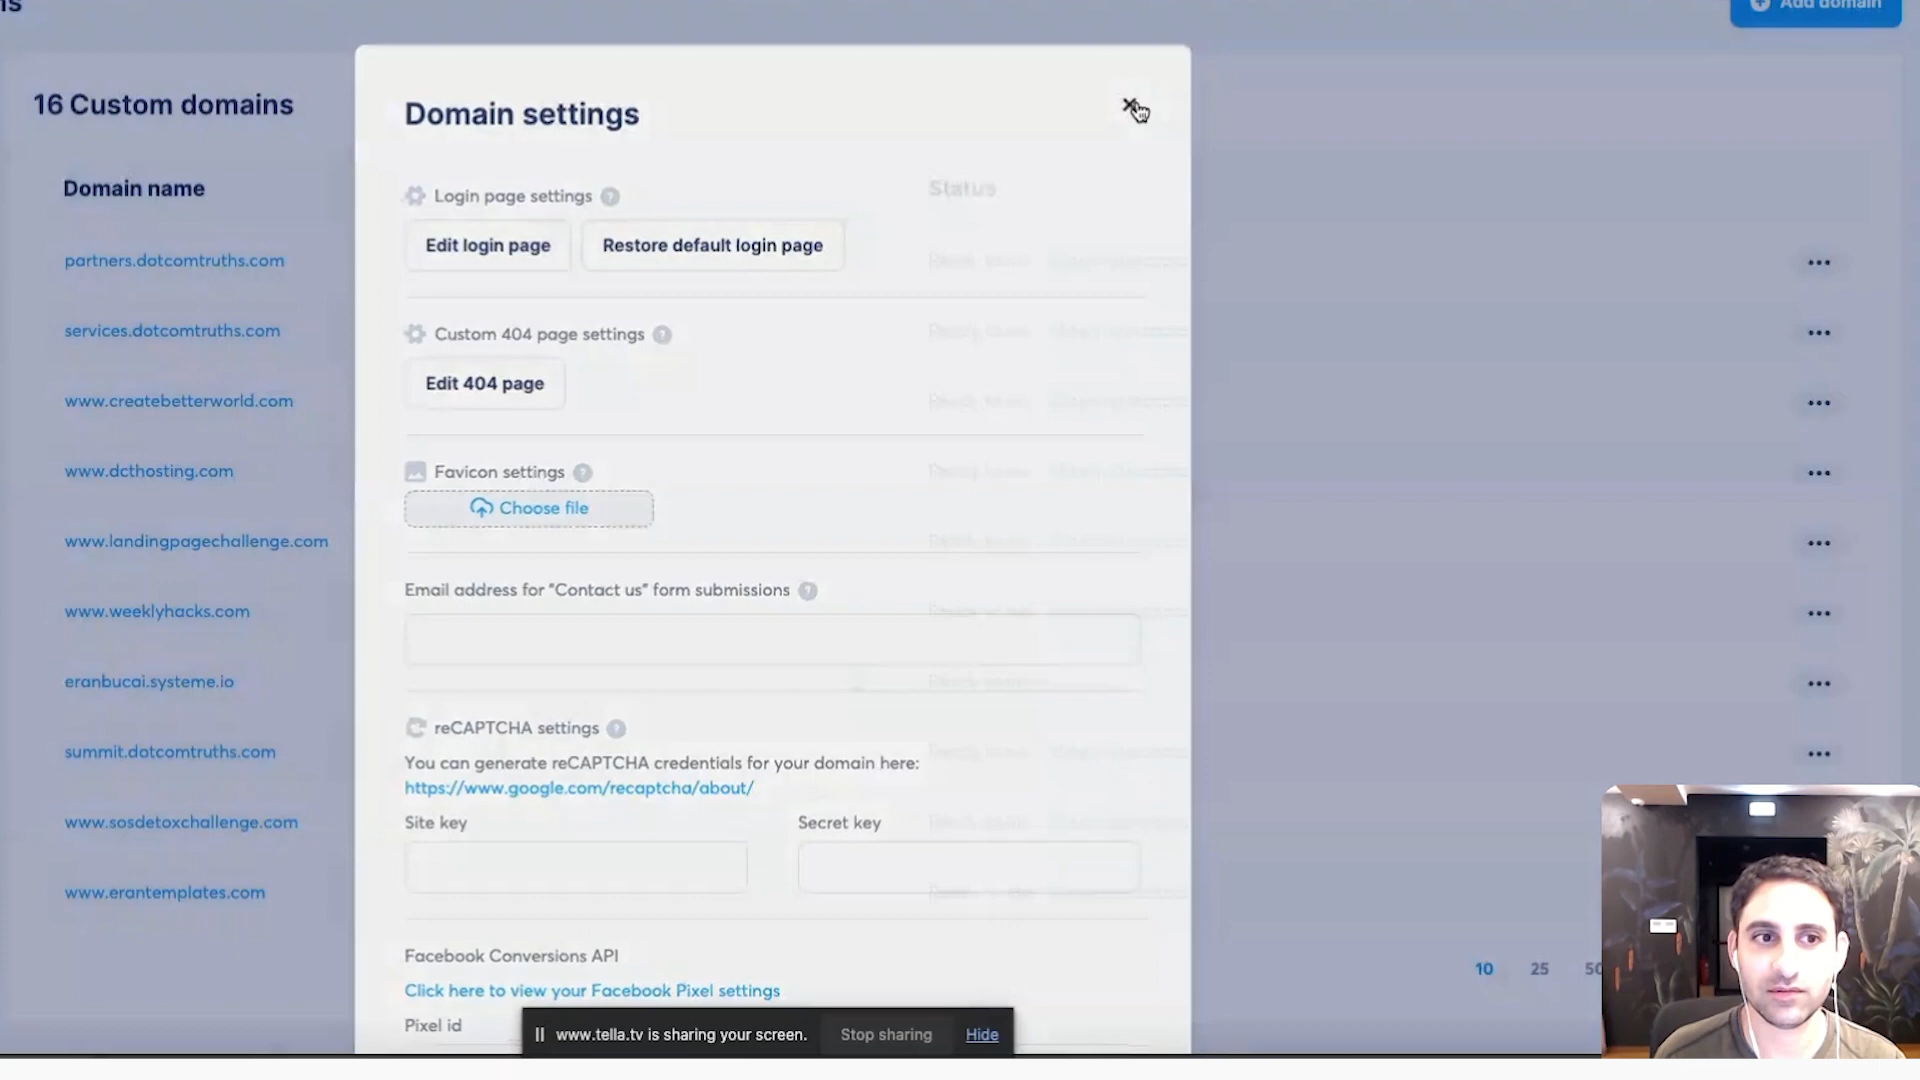 ns
Add domain
16 Custom domains
Domain settings
Domain name
Status
Login page settings ?
Edit login page
Restore default login page
partners.dotcomtruths.com
services.dotcomtruths.com
Custom 404 page settings ?
Edit 404 page
www.createbetterworld.com
www.dcthosting.com
Favicon settings ?
Choose file
www.landingpagechallenge.com
Email address for "Contact us" form submissions ?
www.weeklyhacks.com
eranbucai.systeme.io
reCAPTCHA settings ?
You can generate reCAPTCHA credentials for your domain here:
https://www.google.com/recaptcha/about/
summit.dotcomtruths.com
Site key
Secret key
www.sosdetoxchallenge.com
www.erantemplates.com
Facebook Conversions API
Click here to view your Facebook Pixel settings
Pixel id
10 25 50
www.tella.tv is sharing your screen.
Stop sharing
Hide